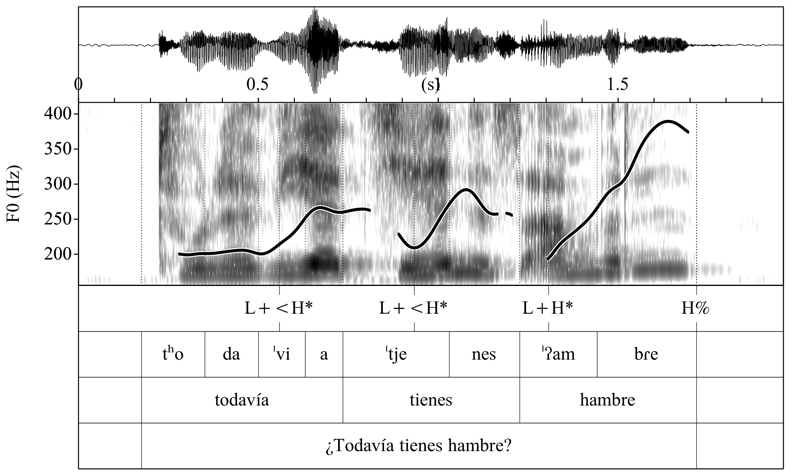 0 0.5 (s) 1 1.5
400
350
300
250
200
F0 (Hz)
L+<H* L+<H* L+H* H%
tʰo da ˈvi a ˈtje nes ˈʔam bɾe
todavía tienes hambre
¿Todavía tienes hambre?